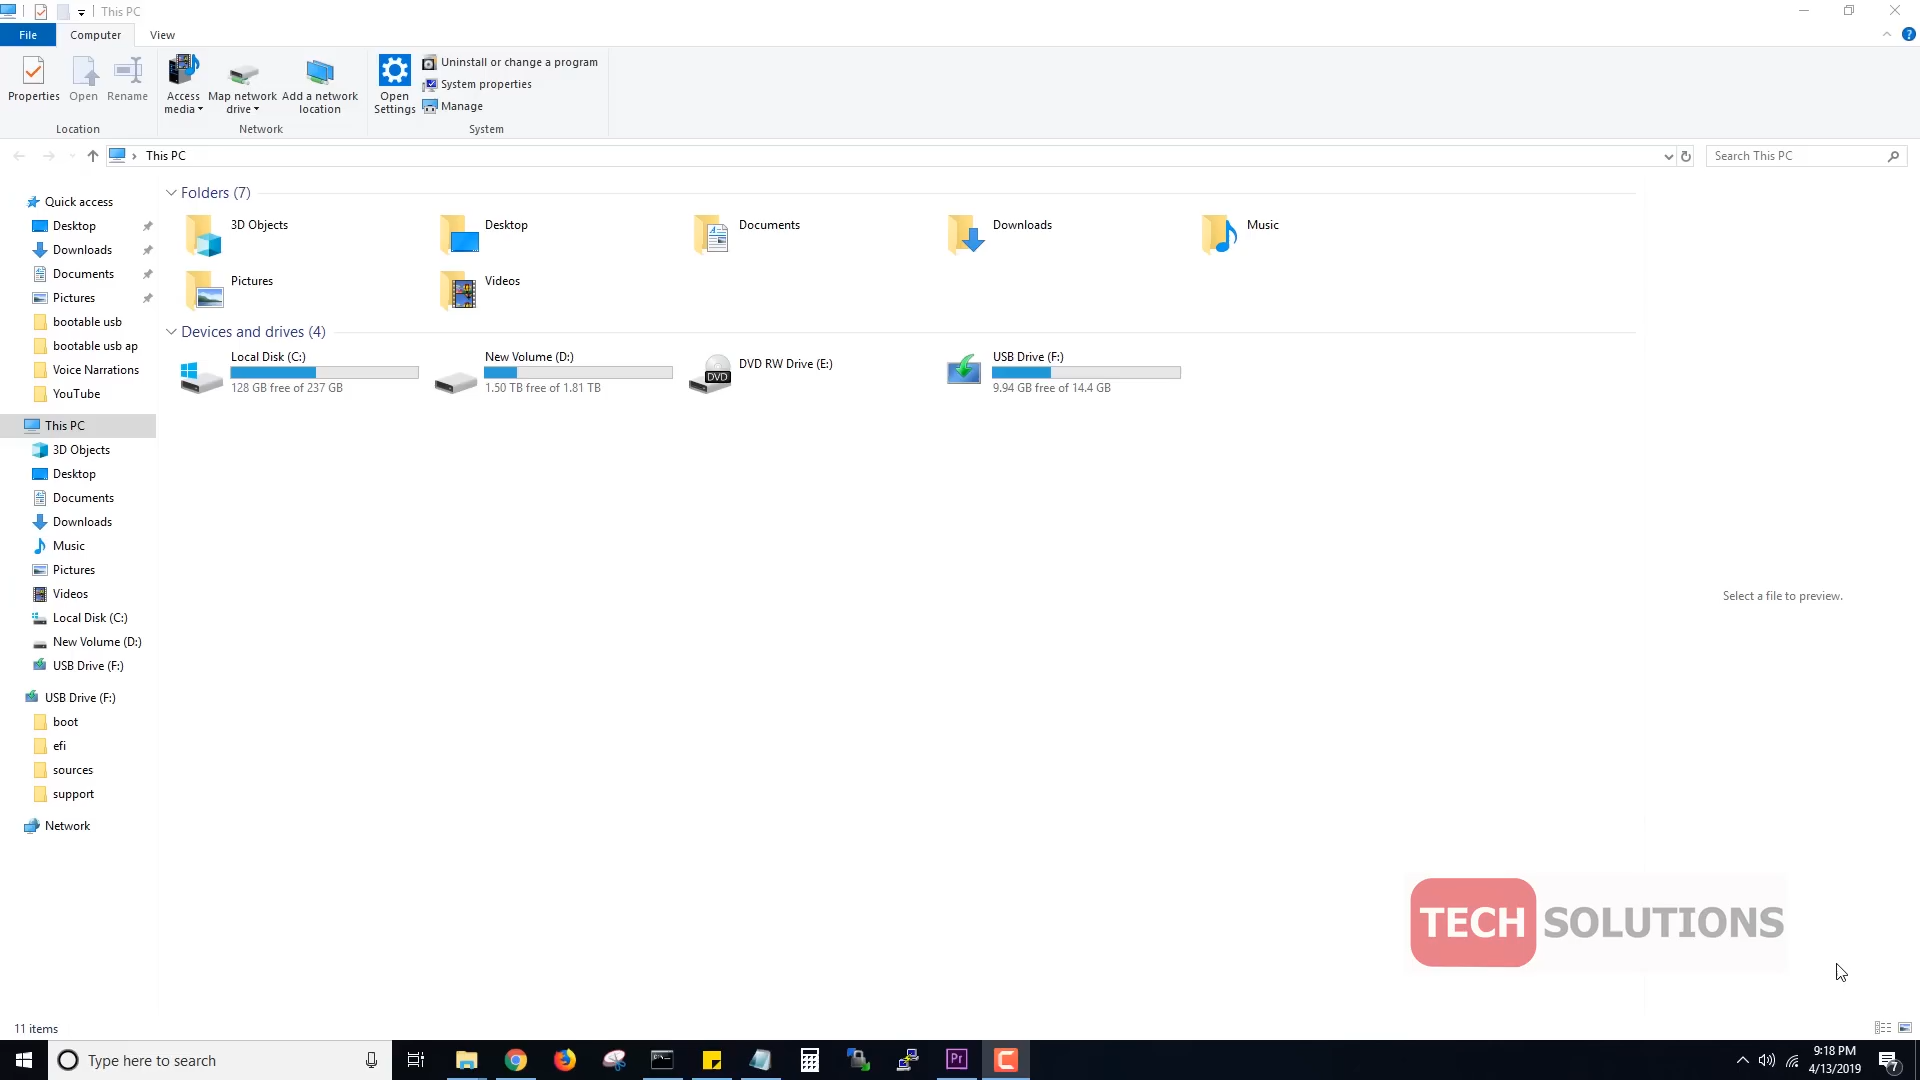 This PC
File
Computer
View
Properties
Open
Rename
Access media
Map network drive
Add a network location
Open Settings
Uninstall or change a program
System properties
Manage
Location
Network
System
This PC
Search This PC
Quick access
Desktop
Downloads
Documents
Pictures
bootable usb
bootable usb ap
Voice Narrations
YouTube
This PC
3D Objects
Desktop
Documents
Downloads
Music
Pictures
Videos
Local Disk (C:)
New Volume (D:)
USB Drive (F:)
USB Drive (F:)
boot
efi
sources
support
Network
Folders (7)
3D Objects
Desktop
Documents
Downloads
Music
Pictures
Videos
Devices and drives (4)
Local Disk (C:)
128 GB free of 237 GB
New Volume (D:)
1.50 TB free of 1.81 TB
DVD
DVD RW Drive (E:)
USB Drive (F:)
9.94 GB free of 14.4 GB
Select a file to preview.
TECH SOLUTIONS
11 items
Type here to search
Pr
9:18 PM
4/13/2019
7